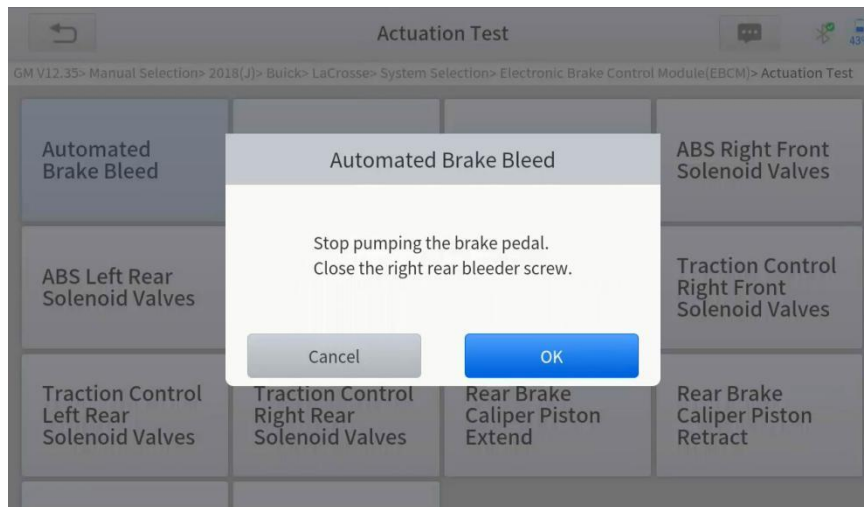 Actuation Test
GM V12.35> Manual Selection> 2018(J)> Buick> LaCrosse> System Selection> Electronic Brake Control Module(EBCM)> Actuation Test
Automated
Brake Bleed
Automated Brake Bleed
Stop pumping the brake pedal.
Close the right rear bleeder screw.
Cancel
OK
ABS Right Front
Solenoid Valves
ABS Left Rear
Solenoid Valves
Traction Control
Right Front
Solenoid Valves
Traction Control
Left Rear
Solenoid Valves
Traction Control
Right Rear
Solenoid Valves
Rear Brake
Caliper Piston
Extend
Rear Brake
Caliper Piston
Retract